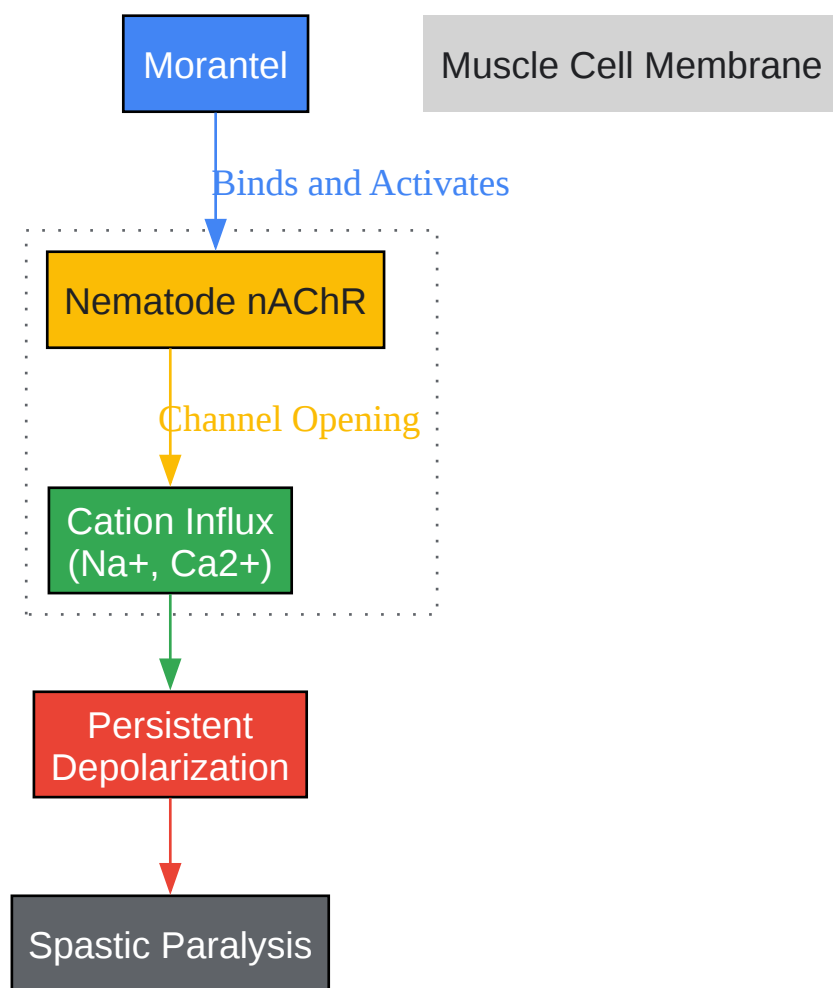 Morantel
Muscle Cell Membrane
Binds and Activates
Nematode nAChR
Channel Opening
Cation Influx
(Na+, Ca2+)
Persistent
Depolarization
Spastic Paralysis